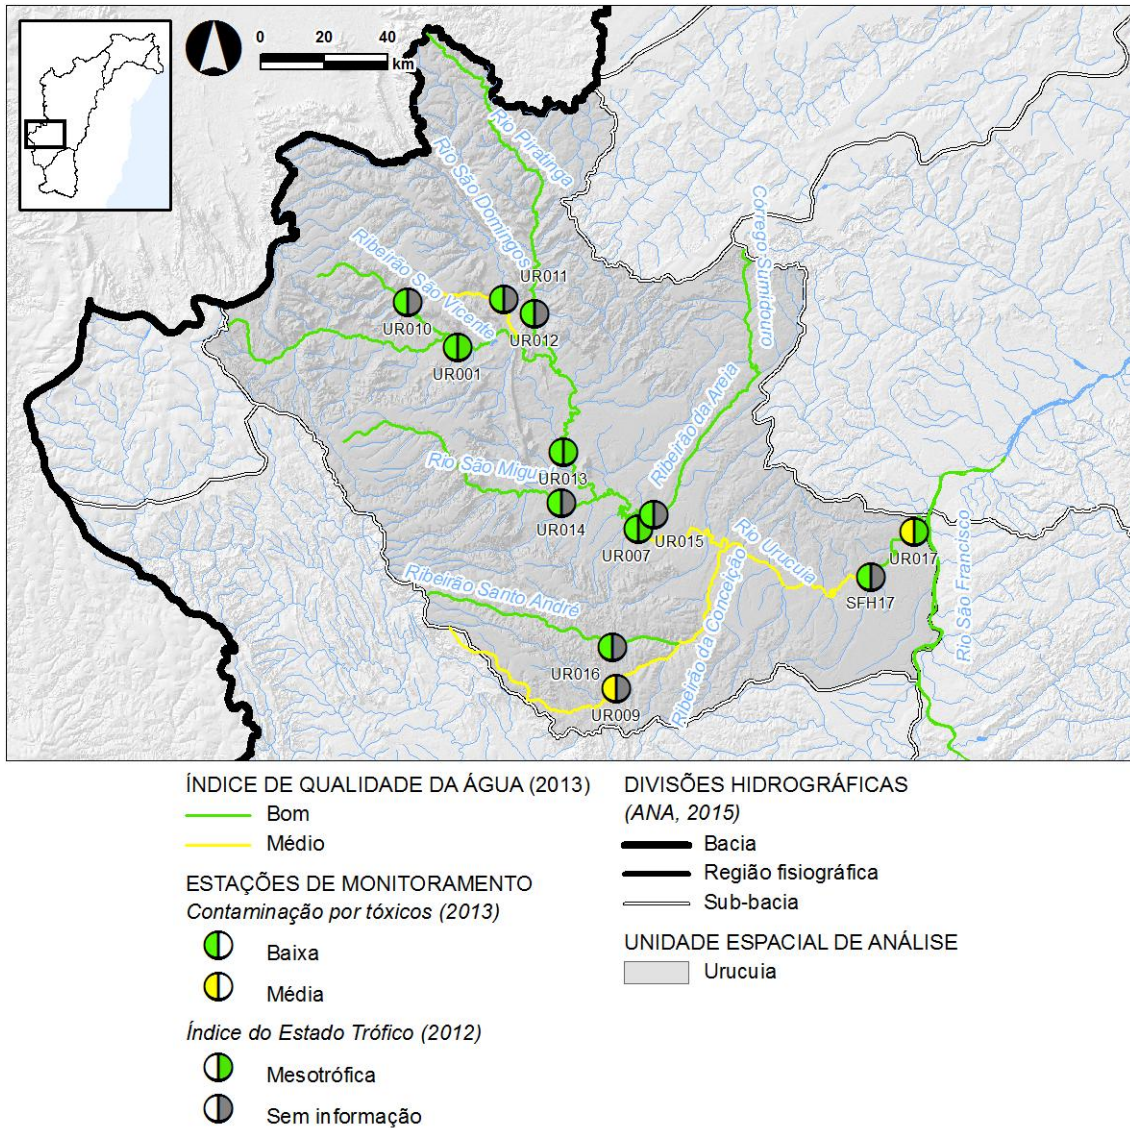 0 20 40
km
Rio Piratinga
Rio São Domingos
Córrego Sumidouro
Ribeirão São Vicente
UR011
UR010
UR012
UR001
Ribeirão da Areia
Rio São Miguel
UR013
UR014
UR007
UR015
Rio Urucuia
UR017
SFH17
Rio São Francisco
Ribeirão da Conceição
Ribeirão Santo André
UR016
UR009
ÍNDICE DE QUALIDADE DA ÁGUA (2013)
Bom
Médio
ESTAÇÕES DE MONITORAMENTO
Contaminação por tóxicos (2013)
Baixa
Média
Índice do Estado Trófico (2012)
Mesotrófica
Sem informação
DIVISÕES HIDROGRÁFICAS
(ANA, 2015)
Bacia
Região fisiográfica
Sub-bacia
UNIDADE ESPACIAL DE ANÁLISE
Urucuia